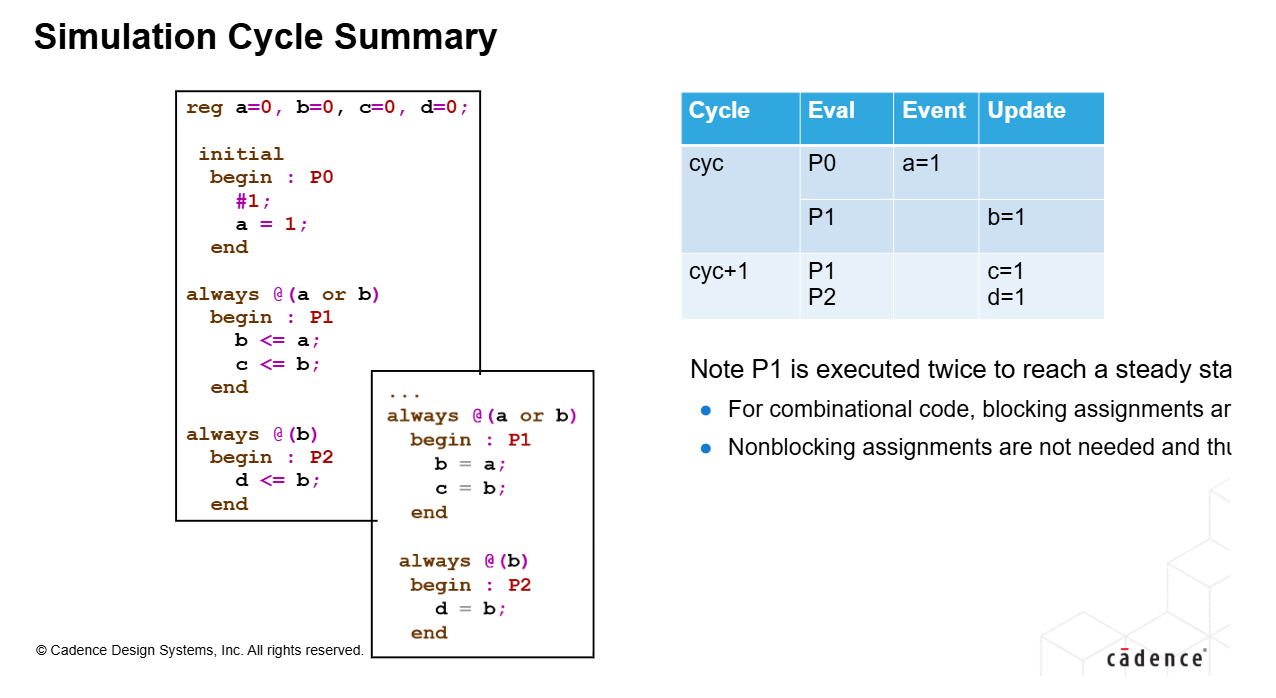 Simulation Cycle Summary
reg a=0, b=0, c=0, d=0;
initial
begin : P0
#1;
a = 1;
end
always @(a or b)
begin : P1
b <= a;
c <= b;
end
always @(b)
begin : P2
d <= b;
end
...
always @(a or b)
begin : P1
b = a;
c = b;
end
always @(b)
begin : P2
d = b;
end
Cycle Eval Event Update
cyc P0 a=1
P1 b=1
cyc+1 P1 c=1
P2 d=1
Note P1 is executed twice to reach a steady sta
For combinational code, blocking assignments ar
Nonblocking assignments are not needed and thu
© Cadence Design Systems, Inc. All rights reserved.
cādence